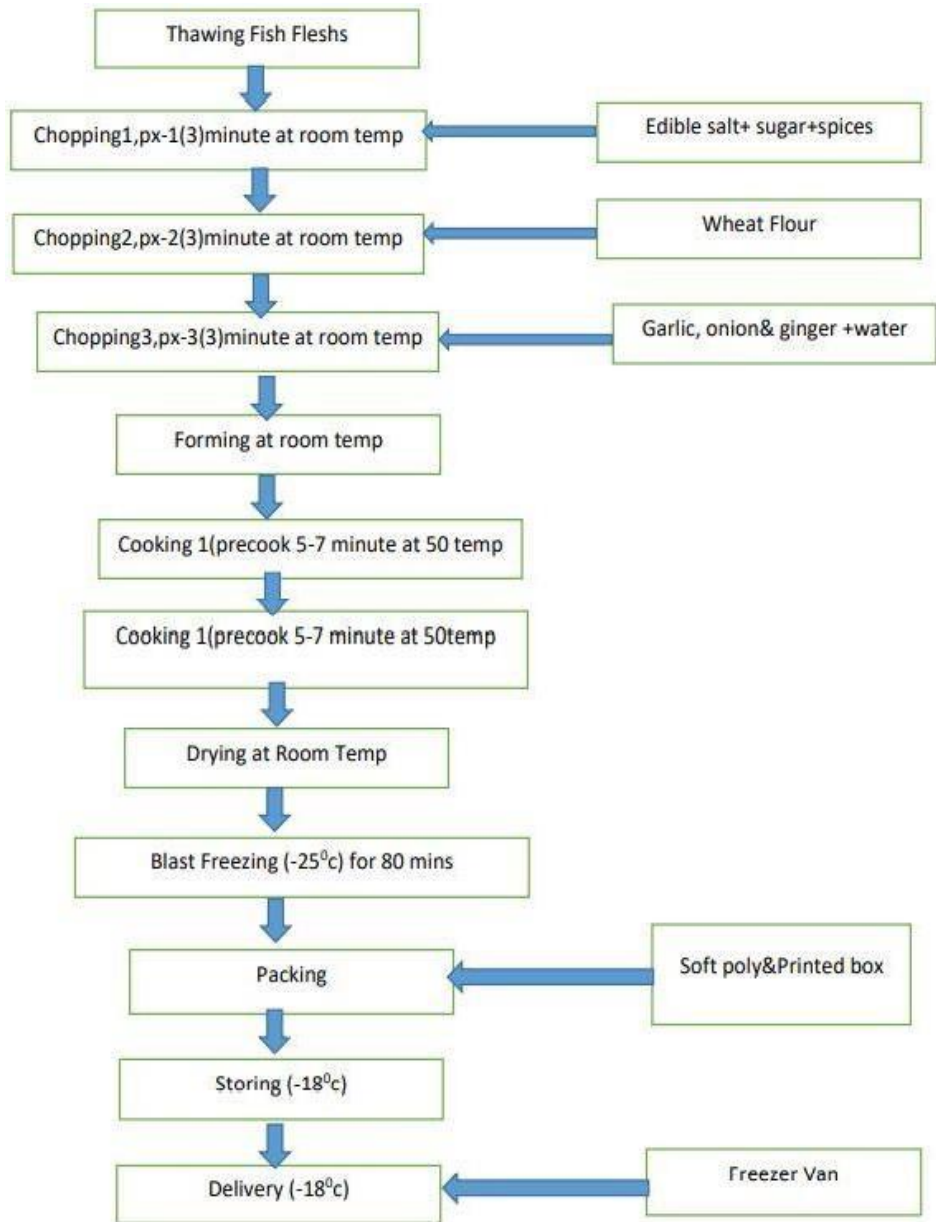 Thawing Fish Fleshs
Chopping1,px-1(3)minute at room temp
Edible salt+ sugar+spices
Chopping2,px-2(3)minute at room temp
Wheat Flour
Chopping3,px-3(3)minute at room temp
Garlic, onion& ginger +water
Forming at room temp
Cooking 1(precook 5-7 minute at 50 temp
Cooking 1(precook 5-7 minute at 50temp
Drying at Room Temp
Blast Freezing (-25⁰c) for 80 mins
Packing
Soft poly&Printed box
Storing (-18⁰c)
Delivery (-18⁰c)
Freezer Van